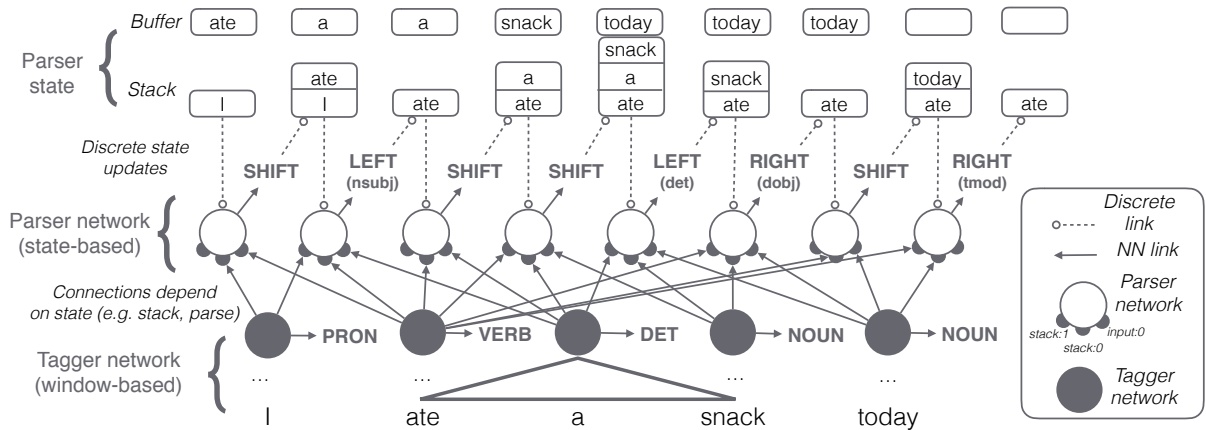 Buffer ate a a snack today today today
Parser state
snack
ate a a snack today
Stack I I ate ate ate ate ate ate ate
Discrete state updates
SHIFT LEFT (nsubj) SHIFT SHIFT LEFT (det) RIGHT (dobj) SHIFT RIGHT (tmod)
Parser network (state-based)
Connections depend on state (e.g. stack, parse)
PRON VERB DET NOUN NOUN
Tagger network (window-based)
... ... ... ...
I ate a snack today
Discrete link
NN link
Parser network
stack:1 stack:0 input:0
Tagger network